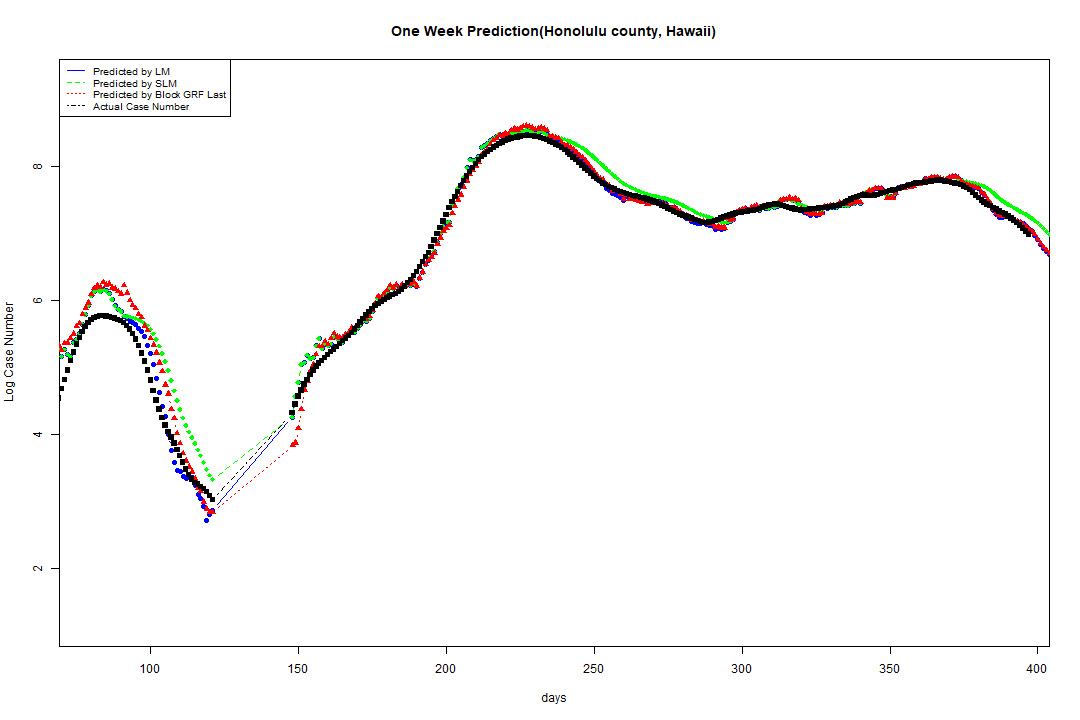 One Week Prediction(Honolulu county, Hawaii)
Predicted by LM
Predicted by SLM
Predicted by Block GRF Last
Actual Case Number
Log Case Number
8
6
4
2
100 150 200 250 300 350 400
days